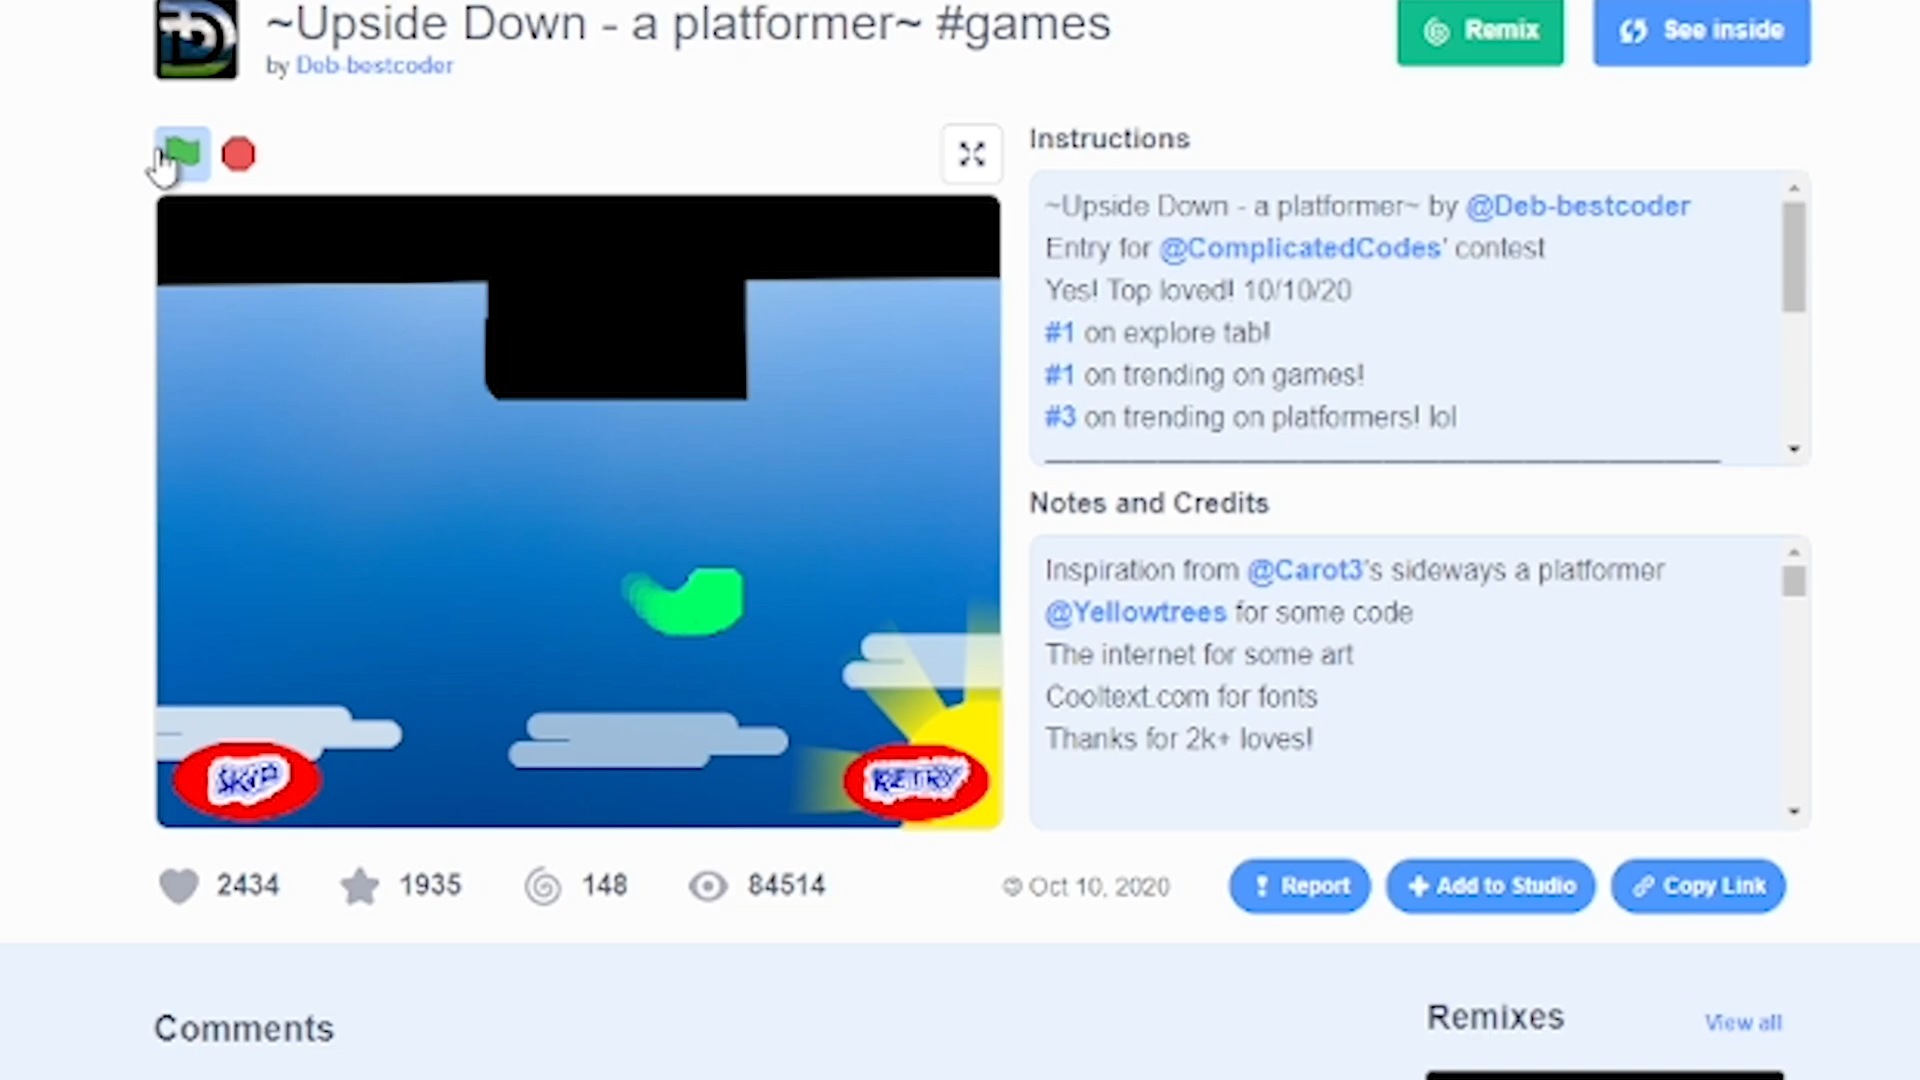 ~Upside Down - a platformer~ #games
by Deb-bestcoder
Remix
See inside
Instructions
~Upside Down - a platformer~ by @Deb-bestcoder
Entry for @ComplicatedCodes' contest
Yes! Top loved! 10/10/20
#1 on explore tab!
#1 on trending on games!
#3 on trending on platformers! lol
Notes and Credits
Inspiration from @Carot3's sideways a platformer
@Yellowtrees for some code
The internet for some art
Cooltext.com for fonts
Thanks for 2k+ loves!
SKIP
RETRY
2434
1935
148
84514
© Oct 10, 2020
Report
Add to Studio
Copy Link
Comments
Remixes
View all